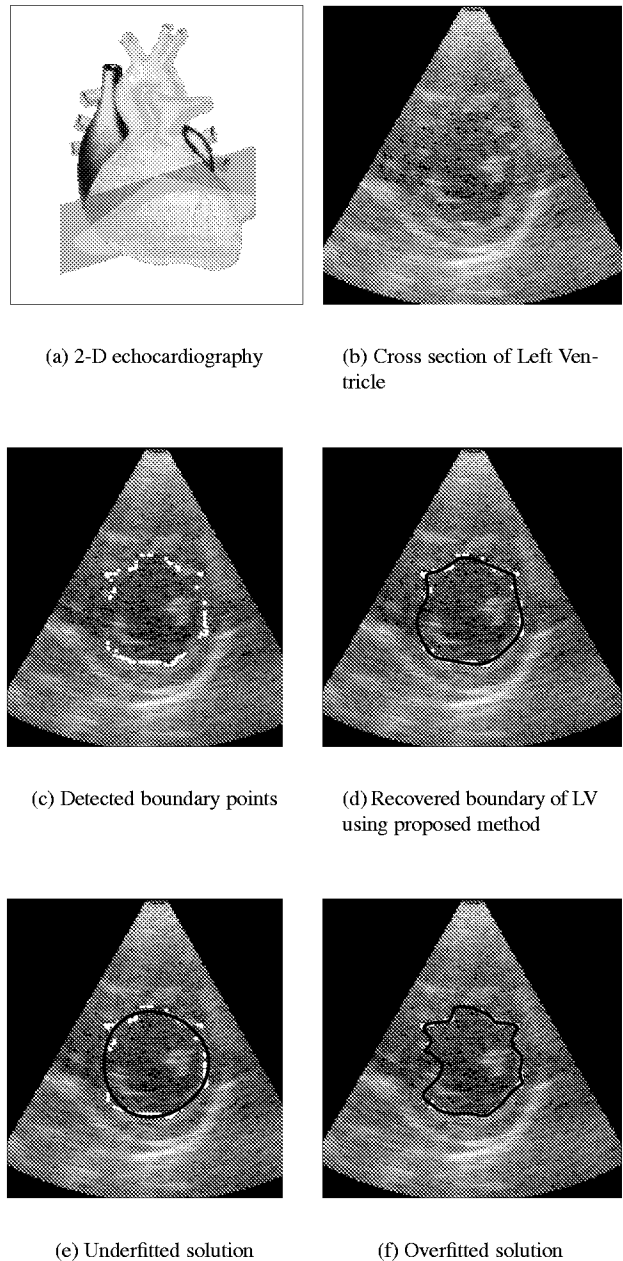 (a) 2-D echocardiography
(b) Cross section of Left Ven-
tricle
(c) Detected boundary points
(d) Recovered boundary of LV
using proposed method
(e) Underfitted solution
(f) Overfitted solution